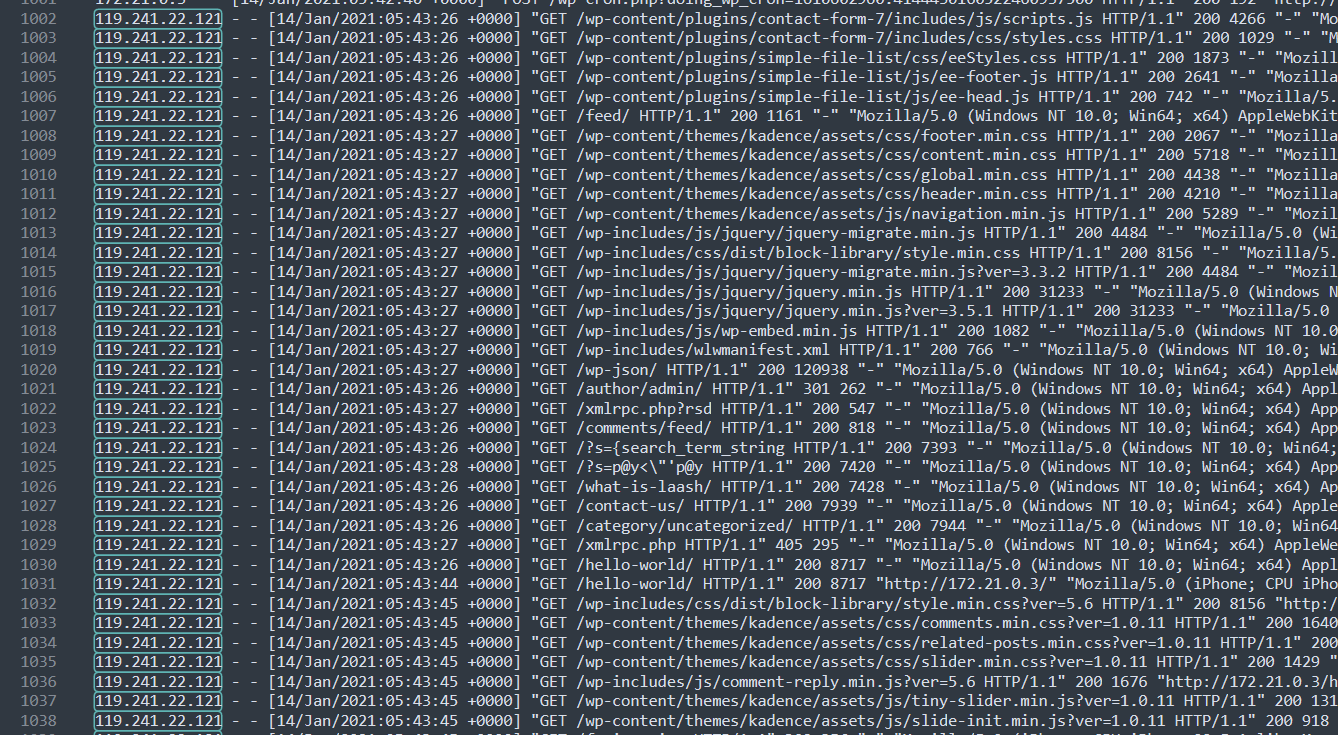 1001 172.21.0.3 - - [14/Jan/2021:05:42:46 +0000] "POST /wp-cron.php?doing_wp_cron= HTTP/1.1" 200 192 "http://
1002 119.241.22.121 - - [14/Jan/2021:05:43:26 +0000] "GET /wp-content/plugins/contact-form-7/includes/js/scripts.js HTTP/1.1" 200 4266 "-" "Mo
1003 119.241.22.121 - - [14/Jan/2021:05:43:26 +0000] "GET /wp-content/plugins/contact-form-7/includes/css/styles.css HTTP/1.1" 200 1029 "-" "M
1004 119.241.22.121 - - [14/Jan/2021:05:43:26 +0000] "GET /wp-content/plugins/simple-file-list/css/eeStyles.css HTTP/1.1" 200 1873 "-" "Mozill
1005 119.241.22.121 - - [14/Jan/2021:05:43:26 +0000] "GET /wp-content/plugins/simple-file-list/js/ee-footer.js HTTP/1.1" 200 2641 "-" "Mozilla
1006 119.241.22.121 - - [14/Jan/2021:05:43:26 +0000] "GET /wp-content/plugins/simple-file-list/js/ee-head.js HTTP/1.1" 200 742 "-" "Mozilla/5.
1007 119.241.22.121 - - [14/Jan/2021:05:43:26 +0000] "GET /feed/ HTTP/1.1" 200 1161 "-" "Mozilla/5.0 (Windows NT 10.0; Win64; x64) AppleWebKit
1008 119.241.22.121 - - [14/Jan/2021:05:43:27 +0000] "GET /wp-content/themes/kadence/assets/css/footer.min.css HTTP/1.1" 200 2067 "-" "Mozilla
1009 119.241.22.121 - - [14/Jan/2021:05:43:27 +0000] "GET /wp-content/themes/kadence/assets/css/content.min.css HTTP/1.1" 200 5718 "-" "Mozill
1010 119.241.22.121 - - [14/Jan/2021:05:43:27 +0000] "GET /wp-content/themes/kadence/assets/css/global.min.css HTTP/1.1" 200 4438 "-" "Mozilla
1011 119.241.22.121 - - [14/Jan/2021:05:43:27 +0000] "GET /wp-content/themes/kadence/assets/css/header.min.css HTTP/1.1" 200 4210 "-" "Mozilla
1012 119.241.22.121 - - [14/Jan/2021:05:43:27 +0000] "GET /wp-content/themes/kadence/assets/js/navigation.min.js HTTP/1.1" 200 5289 "-" "Mozil
1013 119.241.22.121 - - [14/Jan/2021:05:43:27 +0000] "GET /wp-includes/js/jquery/jquery-migrate.min.js HTTP/1.1" 200 4484 "-" "Mozilla/5.0 (Wi
1014 119.241.22.121 - - [14/Jan/2021:05:43:27 +0000] "GET /wp-includes/css/dist/block-library/style.min.css HTTP/1.1" 200 8156 "-" "Mozilla/5.
1015 119.241.22.121 - - [14/Jan/2021:05:43:27 +0000] "GET /wp-includes/js/jquery/jquery-migrate.min.js?ver=3.3.2 HTTP/1.1" 200 4484 "-" "Mozil
1016 119.241.22.121 - - [14/Jan/2021:05:43:27 +0000] "GET /wp-includes/js/jquery/jquery.min.js HTTP/1.1" 200 31233 "-" "Mozilla/5.0 (Windows N
1017 119.241.22.121 - - [14/Jan/2021:05:43:27 +0000] "GET /wp-includes/js/jquery/jquery.min.js?ver=3.5.1 HTTP/1.1" 200 31233 "-" "Mozilla/5.0
1018 119.241.22.121 - - [14/Jan/2021:05:43:27 +0000] "GET /wp-includes/js/wp-embed.min.js HTTP/1.1" 200 1082 "-" "Mozilla/5.0 (Windows NT 10.0
1019 119.241.22.121 - - [14/Jan/2021:05:43:27 +0000] "GET /wp-includes/wlwmanifest.xml HTTP/1.1" 200 766 "-" "Mozilla/5.0 (Windows NT 10.0; Wi
1020 119.241.22.121 - - [14/Jan/2021:05:43:27 +0000] "GET /wp-json/ HTTP/1.1" 200 120938 "-" "Mozilla/5.0 (Windows NT 10.0; Win64; x64) AppleW
1021 119.241.22.121 - - [14/Jan/2021:05:43:26 +0000] "GET /author/admin/ HTTP/1.1" 301 262 "-" "Mozilla/5.0 (Windows NT 10.0; Win64; x64) Appl
1022 119.241.22.121 - - [14/Jan/2021:05:43:27 +0000] "GET /xmlrpc.php?rsd HTTP/1.1" 200 547 "-" "Mozilla/5.0 (Windows NT 10.0; Win64; x64) App
1023 119.241.22.121 - - [14/Jan/2021:05:43:27 +0000] "GET /comments/feed/ HTTP/1.1" 200 818 "-" "Mozilla/5.0 (Windows NT 10.0; Win64; x64) App
1024 119.241.22.121 - - [14/Jan/2021:05:43:26 +0000] "GET /?s={search_term_string HTTP/1.1" 200 7393 "-" "Mozilla/5.0 (Windows NT 10.0; Win64;
1025 119.241.22.121 - - [14/Jan/2021:05:43:28 +0000] "GET /?s=p@y<\"'p@y HTTP/1.1" 200 7420 "-" "Mozilla/5.0 (Windows NT 10.0; Win64; x64) App
1026 119.241.22.121 - - [14/Jan/2021:05:43:26 +0000] "GET /what-is-laash/ HTTP/1.1" 200 7428 "-" "Mozilla/5.0 (Windows NT 10.0; Win64; x64) Ap
1027 119.241.22.121 - - [14/Jan/2021:05:43:26 +0000] "GET /contact-us/ HTTP/1.1" 200 7939 "-" "Mozilla/5.0 (Windows NT 10.0; Win64; x64) Apple
1028 119.241.22.121 - - [14/Jan/2021:05:43:26 +0000] "GET /category/uncategorized/ HTTP/1.1" 200 7944 "-" "Mozilla/5.0 (Windows NT 10.0; Win64
1029 119.241.22.121 - - [14/Jan/2021:05:43:27 +0000] "GET /xmlrpc.php HTTP/1.1" 405 295 "-" "Mozilla/5.0 (Windows NT 10.0; Win64; x64) AppleWe
1030 119.241.22.121 - - [14/Jan/2021:05:43:26 +0000] "GET /hello-world/ HTTP/1.1" 200 8717 "-" "Mozilla/5.0 (Windows NT 10.0; Win64; x64) Appl
1031 119.241.22.121 - - [14/Jan/2021:05:43:44 +0000] "GET /hello-world/ HTTP/1.1" 200 8717 "http://172.21.0.3/" "Mozilla/5.0 (iPhone; CPU iPho
1032 119.241.22.121 - - [14/Jan/2021:05:43:45 +0000] "GET /wp-includes/css/dist/block-library/style.min.css?ver=5.6 HTTP/1.1" 200 8156 "http:/
1033 119.241.22.121 - - [14/Jan/2021:05:43:45 +0000] "GET /wp-content/themes/kadence/assets/css/comments.min.css?ver=1.0.11 HTTP/1.1" 200 1640
1034 119.241.22.121 - - [14/Jan/2021:05:43:45 +0000] "GET /wp-content/themes/kadence/assets/css/related-posts.min.css?ver=1.0.11 HTTP/1.1" 200
1035 119.241.22.121 - - [14/Jan/2021:05:43:45 +0000] "GET /wp-content/themes/kadence/assets/css/slider.min.css?ver=1.0.11 HTTP/1.1" 200 1429 "
1036 119.241.22.121 - - [14/Jan/2021:05:43:45 +0000] "GET /wp-includes/js/comment-reply.min.js?ver=5.6 HTTP/1.1" 200 1676 "http://172.21.0.3/h
1037 119.241.22.121 - - [14/Jan/2021:05:43:45 +0000] "GET /wp-content/themes/kadence/assets/js/tiny-slider.min.js?ver=1.0.11 HTTP/1.1" 200 131
1038 119.241.22.121 - - [14/Jan/2021:05:43:45 +0000] "GET /wp-content/themes/kadence/assets/js/slide-init.min.js?ver=1.0.11 HTTP/1.1" 200 918